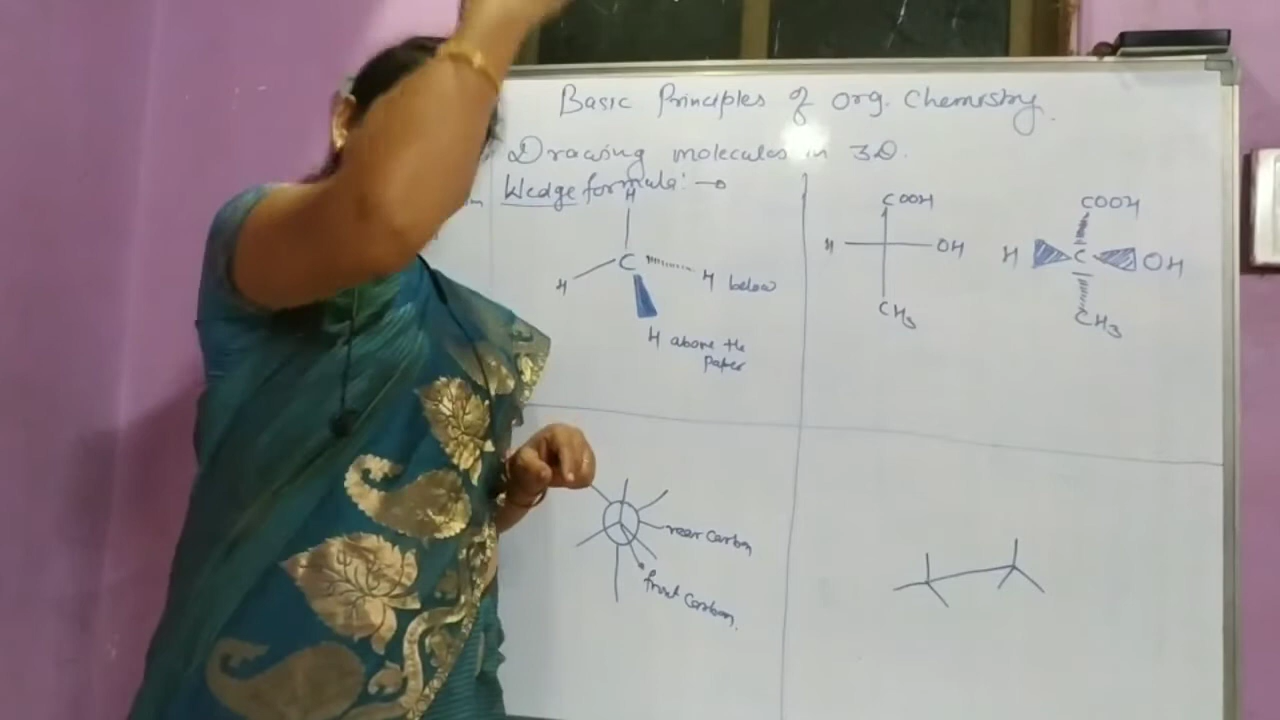 Basic Principles of Org. Chemistry.
Drawing molecules in 3D.
Wedge formula:
H
C
H
H below
H above the
paper
COOH
H OH
CH3
COOH
H C OH
CH3
rear carbon
front carbon.